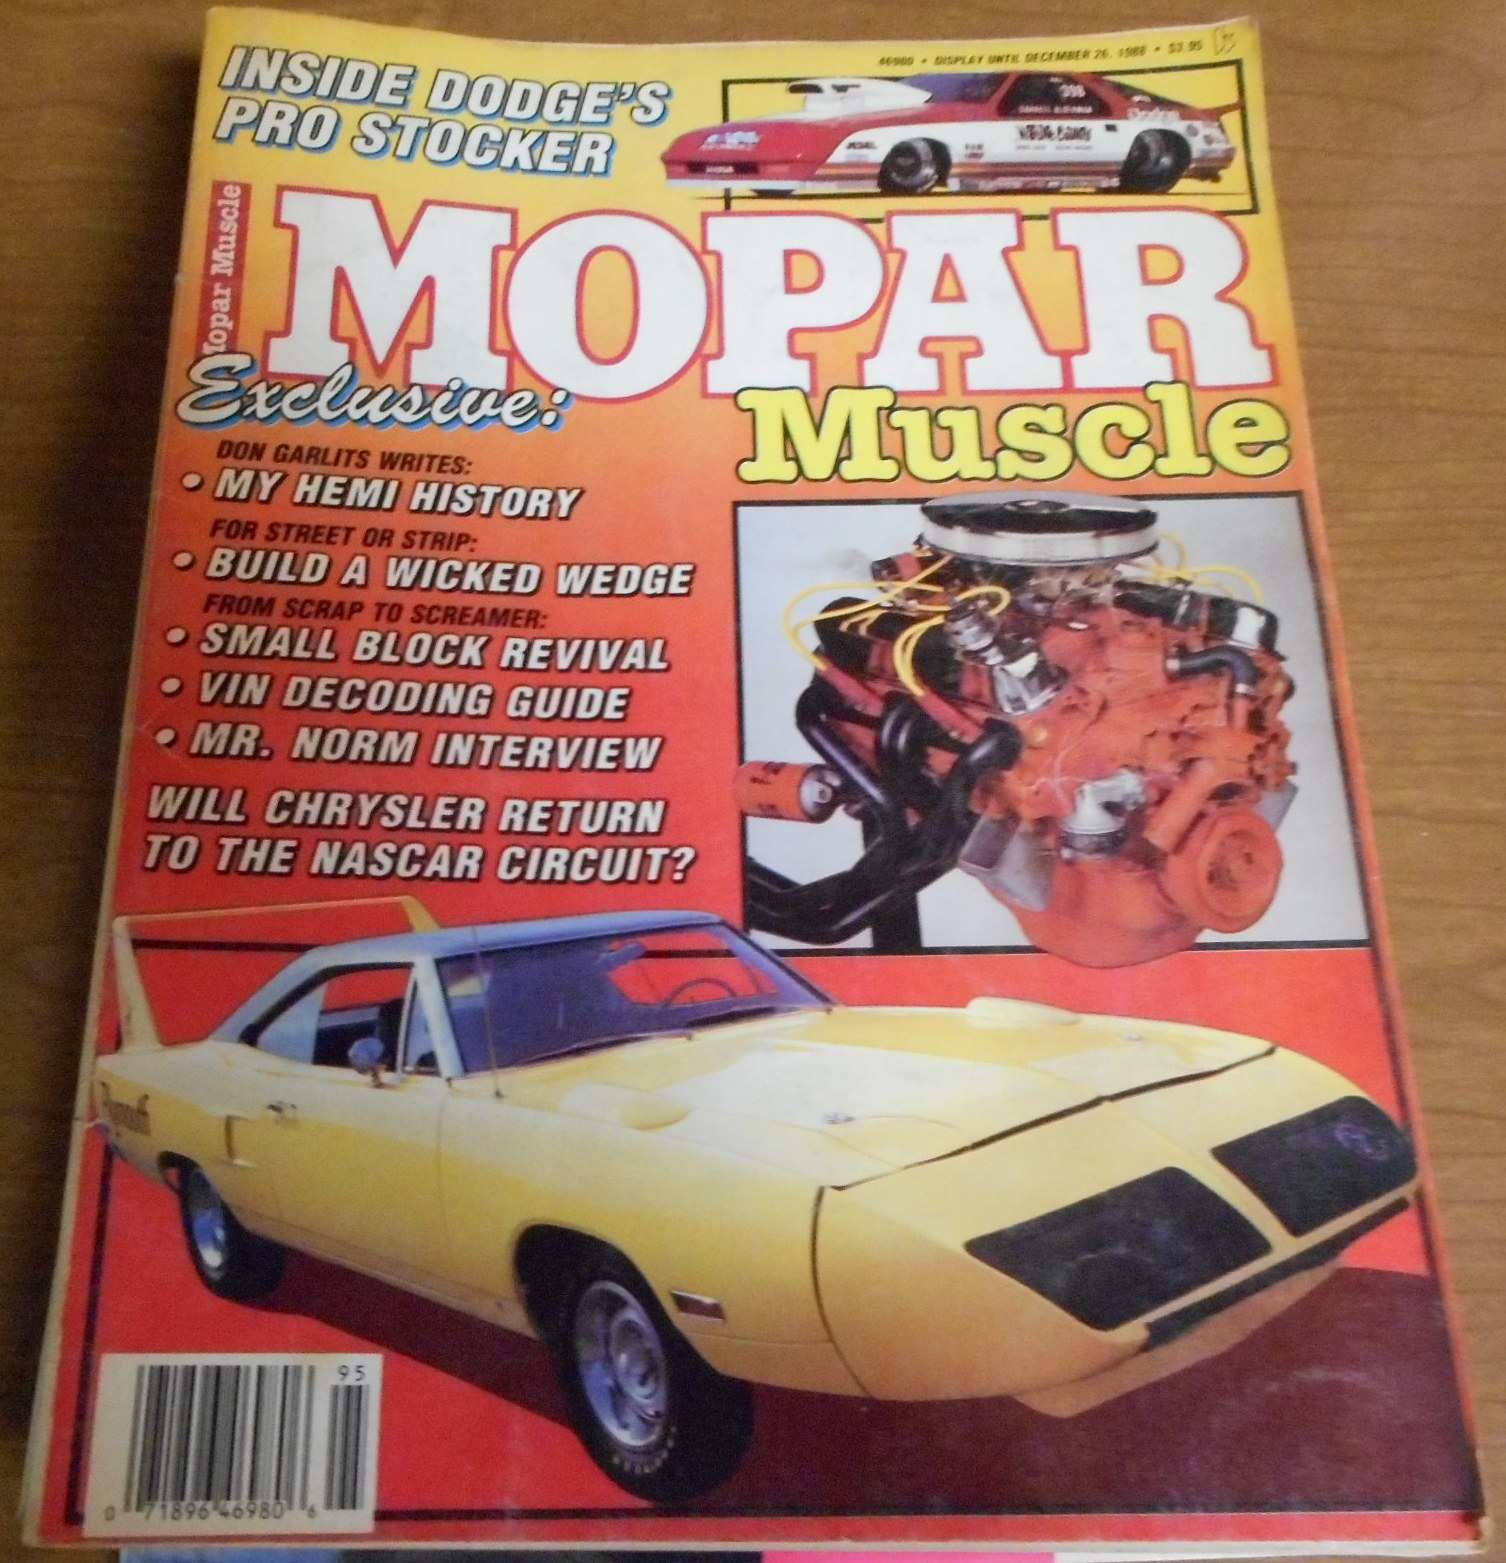 46980 • DISPLAY UNTIL DECEMBER 26, 1988 • $3.95
INSIDE DODGE'S
PRO STOCKER
Mopar Muscle
MOPAR
Muscle
Exclusive:
DON GARLITS WRITES:
• MY HEMI HISTORY
FOR STREET OR STRIP:
• BUILD A WICKED WEDGE
FROM SCRAP TO SCREAMER:
• SMALL BLOCK REVIVAL
• VIN DECODING GUIDE
• MR. NORM INTERVIEW
WILL CHRYSLER RETURN
TO THE NASCAR CIRCUIT?
Plymouth
95
0 71896 46980 6